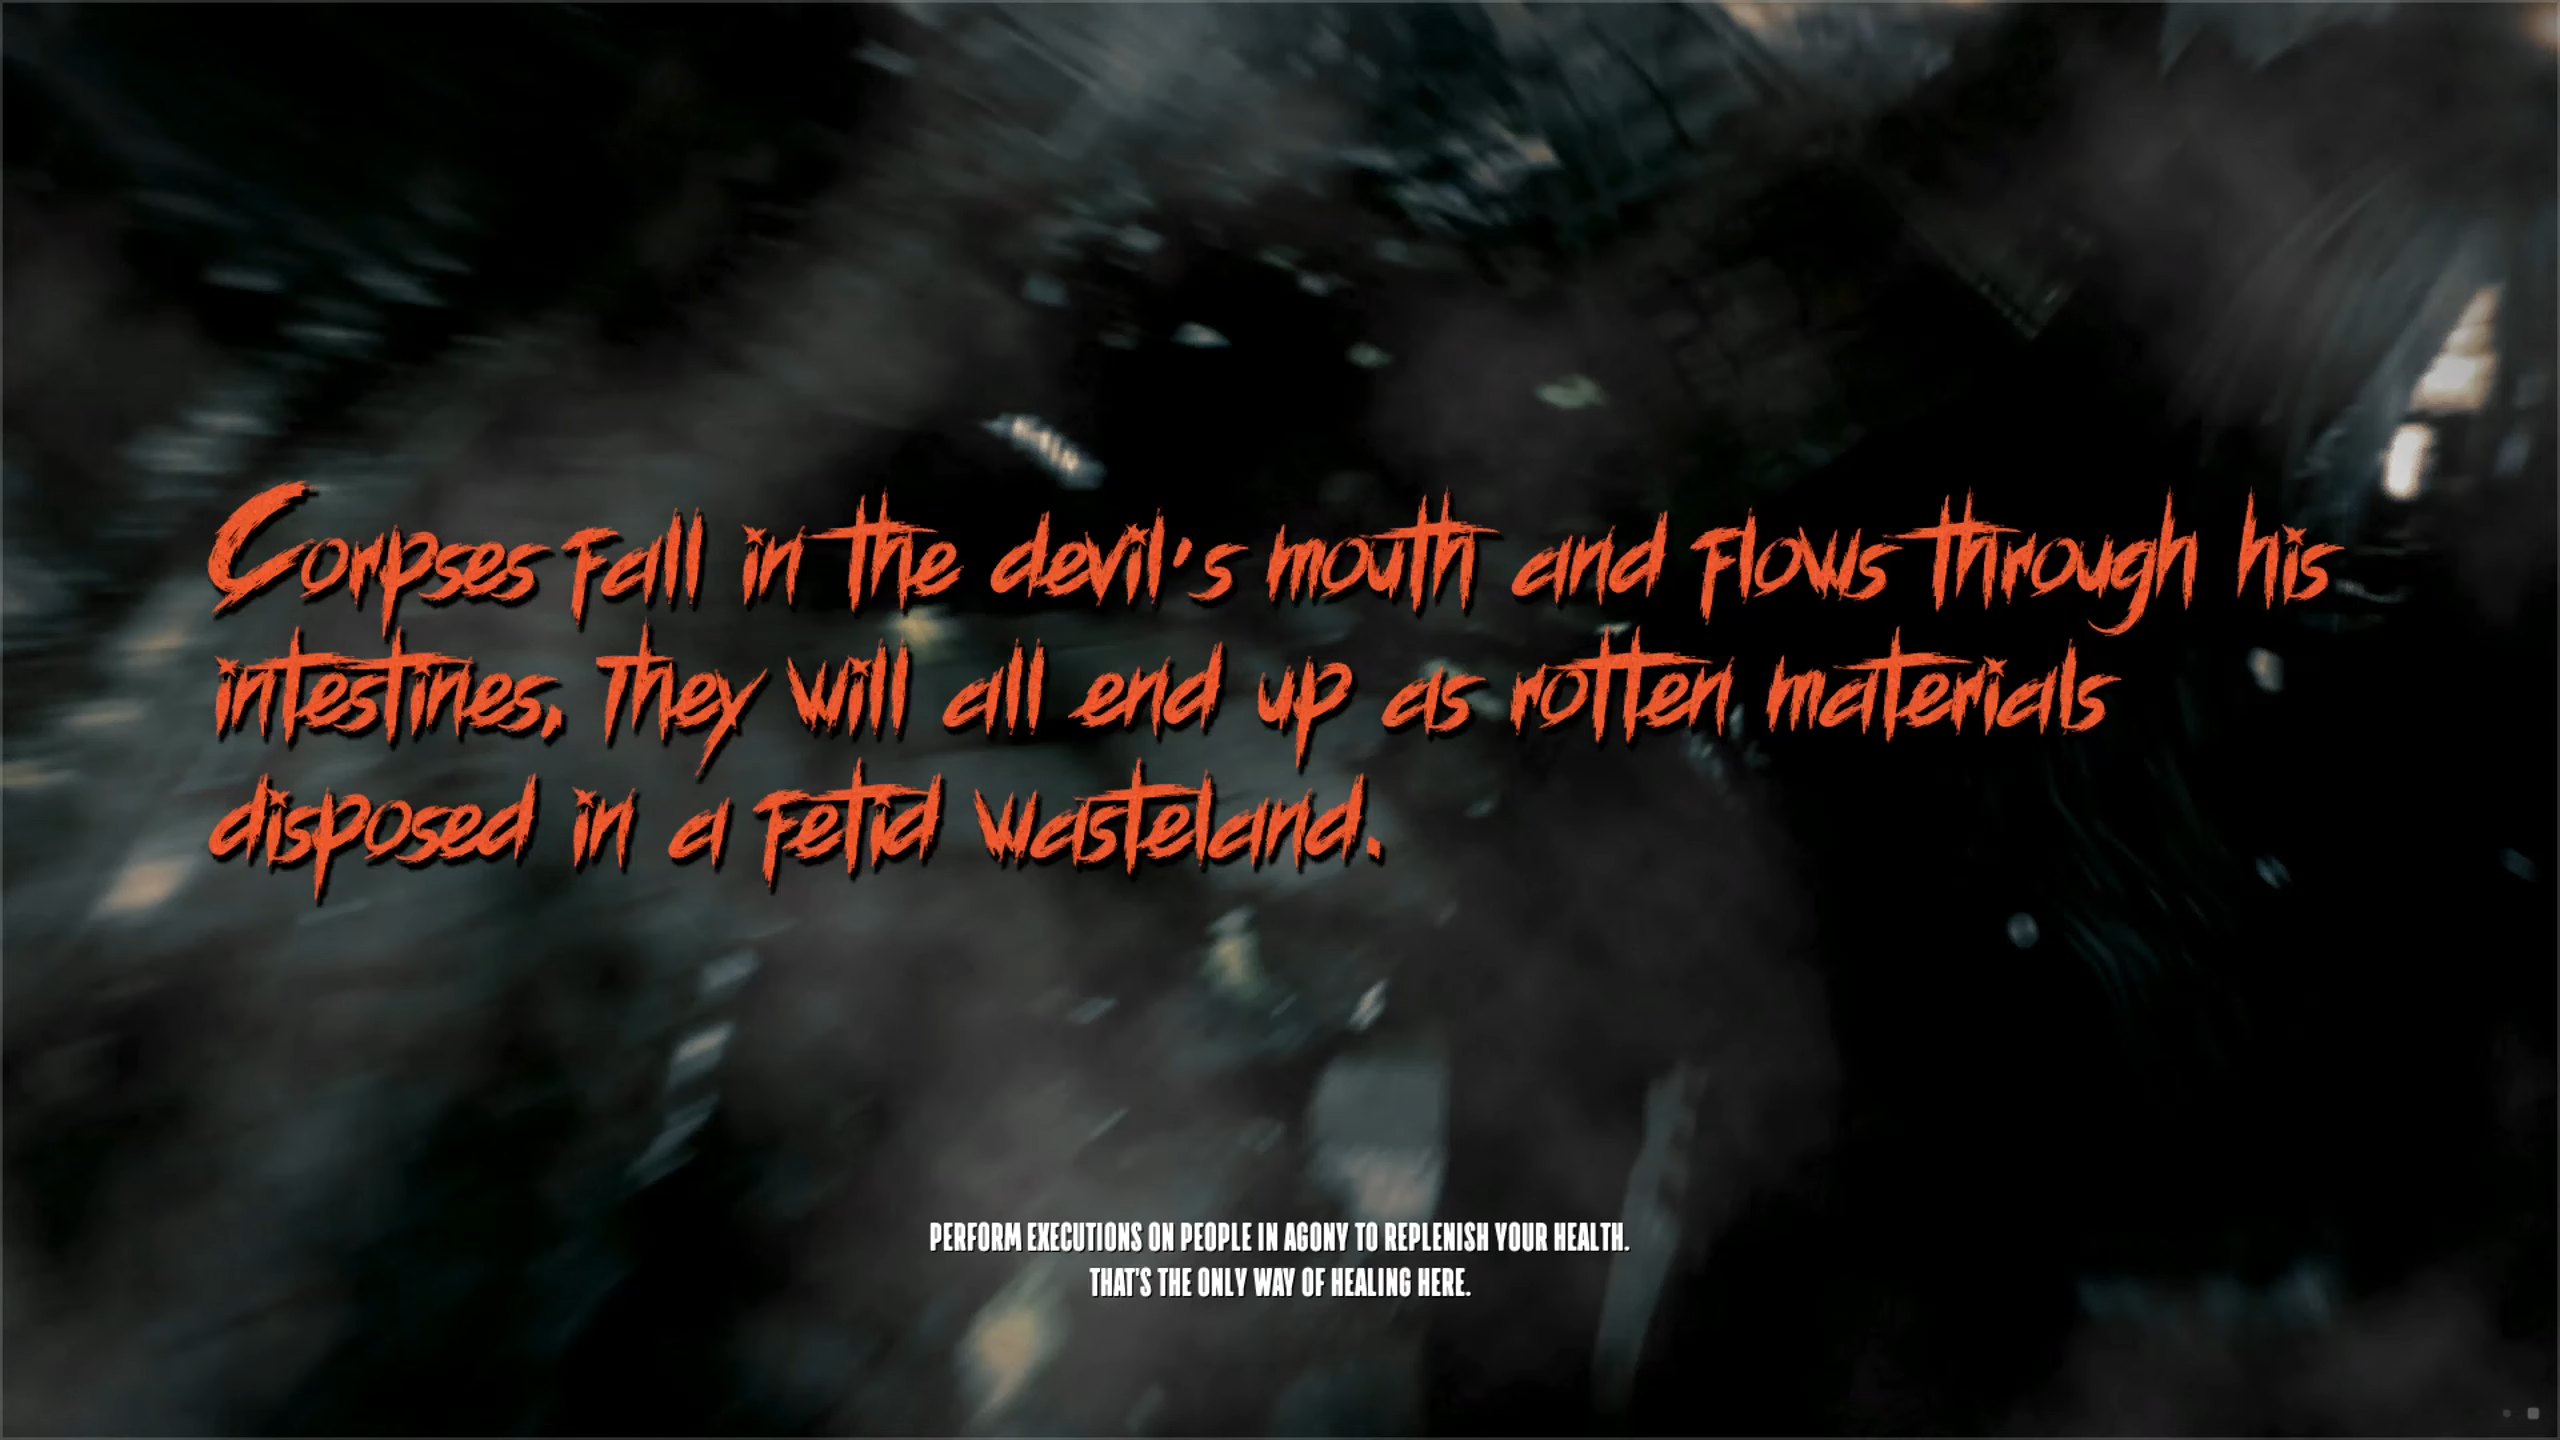 Corpses fall in the devil's mouth and flows through his
intestines, They will all end up as rotten materials
disposed in a fetid wasteland.
PERFORM EXECUTIONS ON PEOPLE IN AGONY TO REPLENISH YOUR HEALTH.
THAT'S THE ONLY WAY OF HEALING HERE.